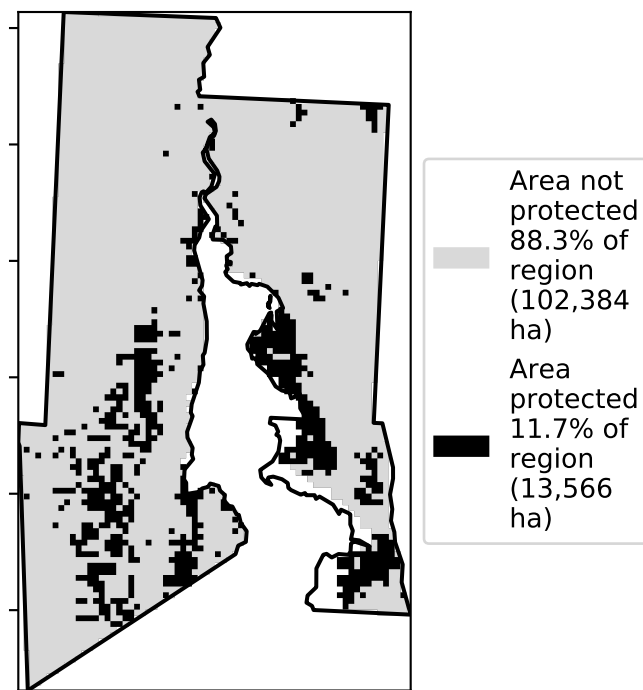 Area not
protected
88.3% of
region
(102,384
ha)
Area
protected
11.7% of
region
(13,566
ha)